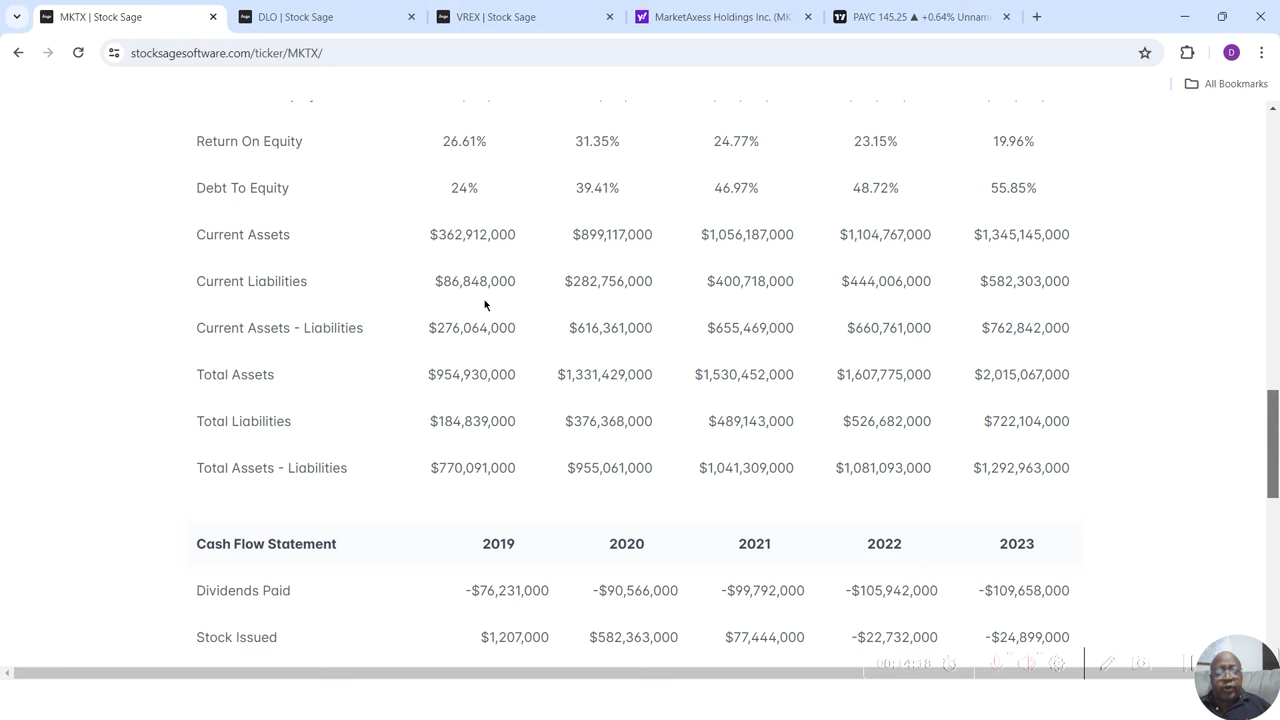 MKTX | Stock Sage
DLO | Stock Sage
VREX | Stock Sage
MarketAxess Holdings Inc. (MK
PAYC 145.25 ▲ +0.64% Unnam
stocksagesoftware.com/ticker/MKTX/
D
All Bookmarks
Return On Equity 26.61% 31.35% 24.77% 23.15% 19.96%
Debt To Equity 24% 39.41% 46.97% 48.72% 55.85%
Current Assets $362,912,000 $899,117,000 $1,056,187,000 $1,104,767,000 $1,345,145,000
Current Liabilities $86,848,000 $282,756,000 $400,718,000 $444,006,000 $582,303,000
Current Assets - Liabilities $276,064,000 $616,361,000 $655,469,000 $660,761,000 $762,842,000
Total Assets $954,930,000 $1,331,429,000 $1,530,452,000 $1,607,775,000 $2,015,067,000
Total Liabilities $184,839,000 $376,368,000 $489,143,000 $526,682,000 $722,104,000
Total Assets - Liabilities $770,091,000 $955,061,000 $1,041,309,000 $1,081,093,000 $1,292,963,000
Cash Flow Statement 2019 2020 2021 2022 2023
Dividends Paid -$76,231,000 -$90,566,000 -$99,792,000 -$105,942,000 -$109,658,000
Stock Issued $1,207,000 $582,363,000 $77,444,000 -$22,732,000 -$24,899,000